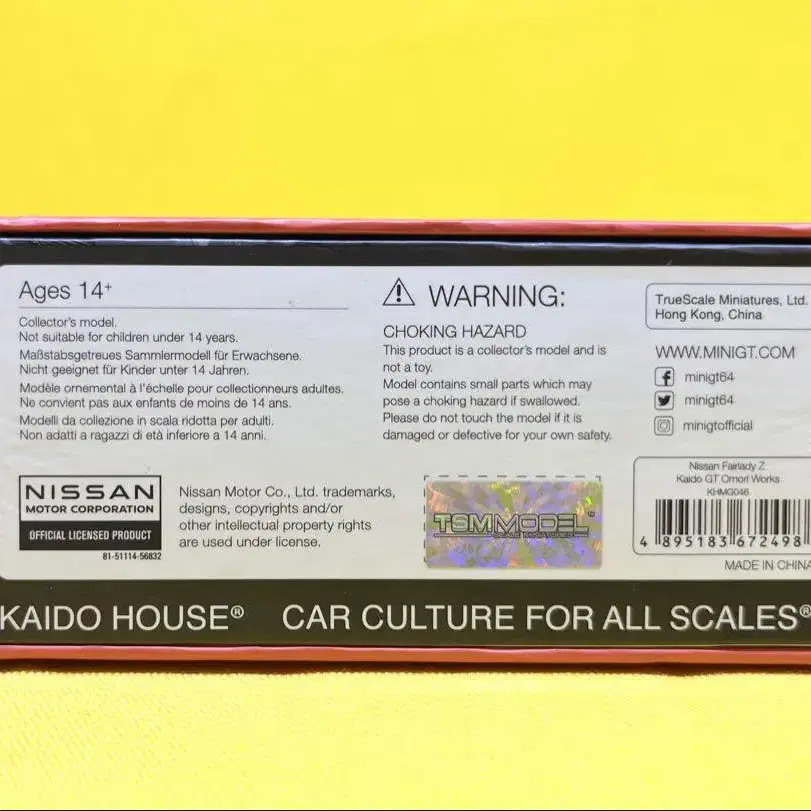 Ages 14+
Collector's model.
Not suitable for children under 14 years.
Maßstabsgetreues Sammlermodell für Erwachsene.
Nicht geeignet für Kinder unter 14 Jahren.
Modèle ornemental à l'échelle pour collectionneurs adultes.
Ne convient pas aux enfants de moins de 14 ans.
Modelli da collezione in scala ridotta per adulti.
Non adatti a ragazzi di età inferiore a 14 anni.
WARNING:
CHOKING HAZARD
This product is a collector's model and is
not a toy.
Model contains small parts which may
pose a choking hazard if swallowed.
Please do not touch the model if it is
damaged or defective for your own safety.
TrueScale Miniatures, Ltd.
Hong Kong, China
WWW.MINIGT.COM
minigt64
minigt64
minigtofficial
NISSAN
MOTOR CORPORATION
OFFICIAL LICENSED PRODUCT
81-51114-56832
Nissan Motor Co., Ltd. trademarks,
designs, copyrights and/or
other intellectual property rights
are used under license.
TSMMODEL®
SCALE MINIATURES
Nissan Fairlady Z
Kaido GT Omori Works
KHMG046
4 895183 672498
MADE IN CHINA
KAIDO HOUSE® CAR CULTURE FOR ALL SCALES®